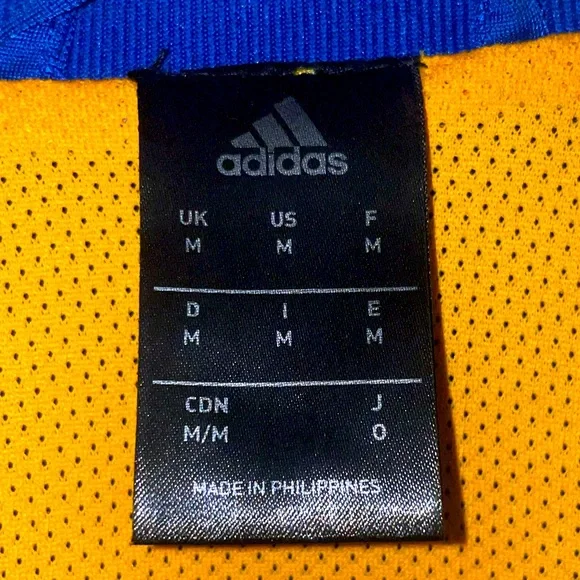 adidas
UK US F
M M M
D I E
M M M
CDN J
M/M O
MADE IN PHILIPPINES